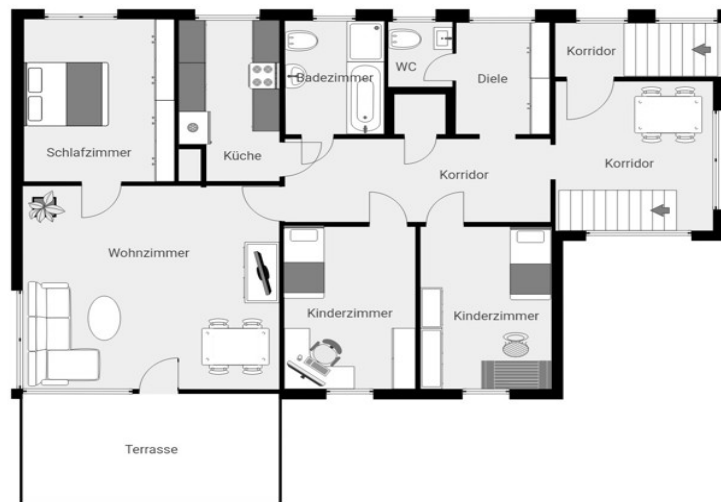 Korridor
WC
Badezimmer
Diele
Schlafzimmer
Küche
Korridor
Korridor
Wohnzimmer
Kinderzimmer
Kinderzimmer
Terrasse